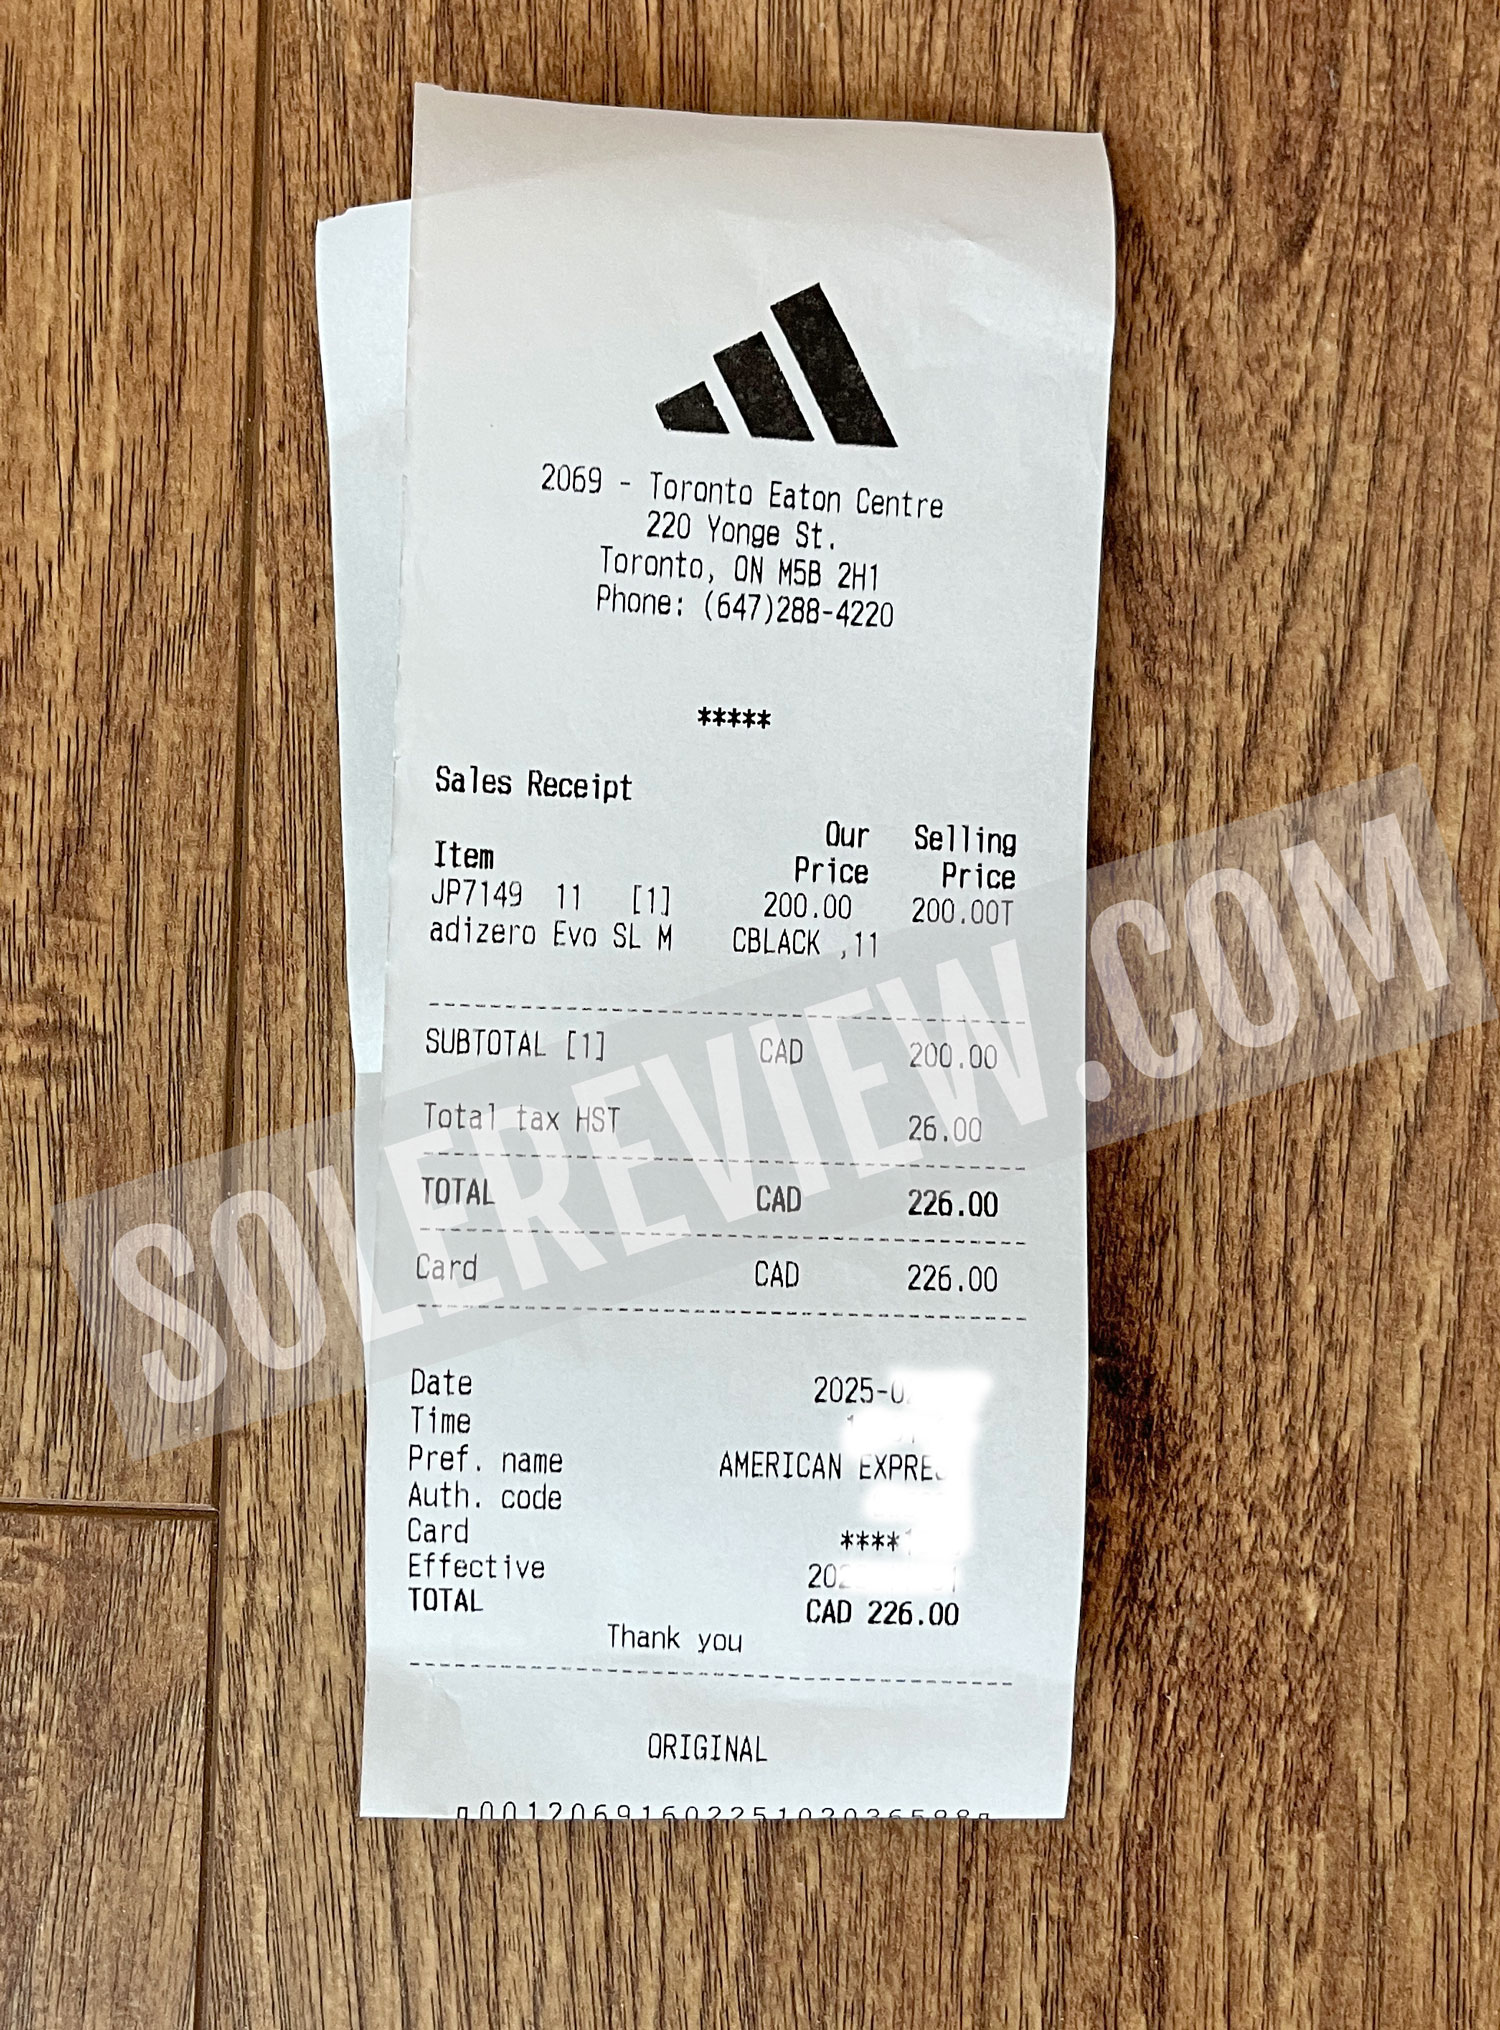 2069 - Toronto Eaton Centre
220 Yonge St.
Toronto, ON M5B 2H1
Phone: (647)288-4220
*****
Sales Receipt
Our Selling
Item Price Price
JP7149 11 [1] 200.00 200.00T
adizero Evo SL M CBLACK ,11
SUBTOTAL [1] CAD 200.00
Total tax HST 26.00
TOTAL CAD 226.00
Card CAD 226.00
SOLEREVIEW.COM
Date
Time
Pref. name AMERICAN
Auth. code
Card ****
Effective
TOTAL CAD 226.00
Thank you
ORIGINAL